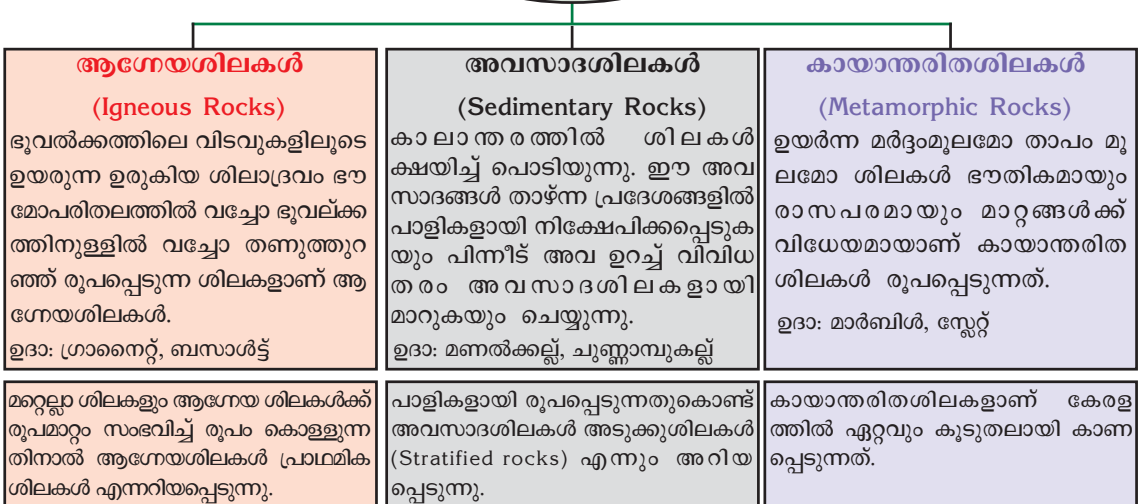 ആഗ്നേയശിലകൾ
(Igneous Rocks)
ഭൂവൽക്കത്തിലെ വിടവുകളിലൂടെ
ഉയരുന്ന ഉരുകിയ ശിലാദ്രവം ഭൗ
മോപരിതലത്തിൽ വച്ചോ ഭൂവല്ക്ക
ത്തിനുള്ളിൽ വച്ചോ തണുത്തുറ
ഞ്ഞ് രൂപപ്പെടുന്ന ശിലകളാണ് ആ
ഗ്നേയശിലകൾ.
ഉദാ: ഗ്രാനൈറ്റ്, ബസാൾട്ട്
മറ്റെല്ലാ ശിലകളും ആഗ്നേയ ശിലകൾക്ക്
രൂപമാറ്റം സംഭവിച്ച് രൂപം കൊള്ളുന്ന
തിനാൽ ആഗ്നേയശിലകൾ പ്രാഥമിക
ശിലകൾ എന്നറിയപ്പെടുന്നു.
അവസാദശിലകൾ
(Sedimentary Rocks)
കാലാന്തരത്തിൽ ശിലകൾ
ക്ഷയിച്ച് പൊടിയുന്നു. ഈ അവ
സാദങ്ങൾ താഴ്ന്ന പ്രദേശങ്ങളിൽ
പാളികളായി നിക്ഷേപിക്കപ്പെടുക
യും പിന്നീട് അവ ഉറച്ച് വിവിധ
തരം അവസാദശിലകളായി
മാറുകയും ചെയ്യുന്നു.
ഉദാ: മണൽക്കല്ല്, ചുണ്ണാമ്പുകല്ല്
പാളികളായി രൂപപ്പെടുന്നതുകൊണ്ട്
അവസാദശിലകൾ അടുക്കുശിലകൾ
(Stratified rocks) എന്നും അറിയ
പ്പെടുന്നു.
കായാന്തരിതശിലകൾ
(Metamorphic Rocks)
ഉയർന്ന മർദ്ദംമൂലമോ താപം മൂ
ലമോ ശിലകൾ ഭൗതികമായും
രാസപരമായും മാറ്റങ്ങൾക്ക്
വിധേയമായാണ് കായാന്തരിത
ശിലകൾ രൂപപ്പെടുന്നത്.
ഉദാ: മാർബിൾ, സ്ലേറ്റ്
കായാന്തരിതശിലകളാണ് കേരള
ത്തിൽ ഏറ്റവും കൂടുതലായി കാണ
പ്പെടുന്നത്.